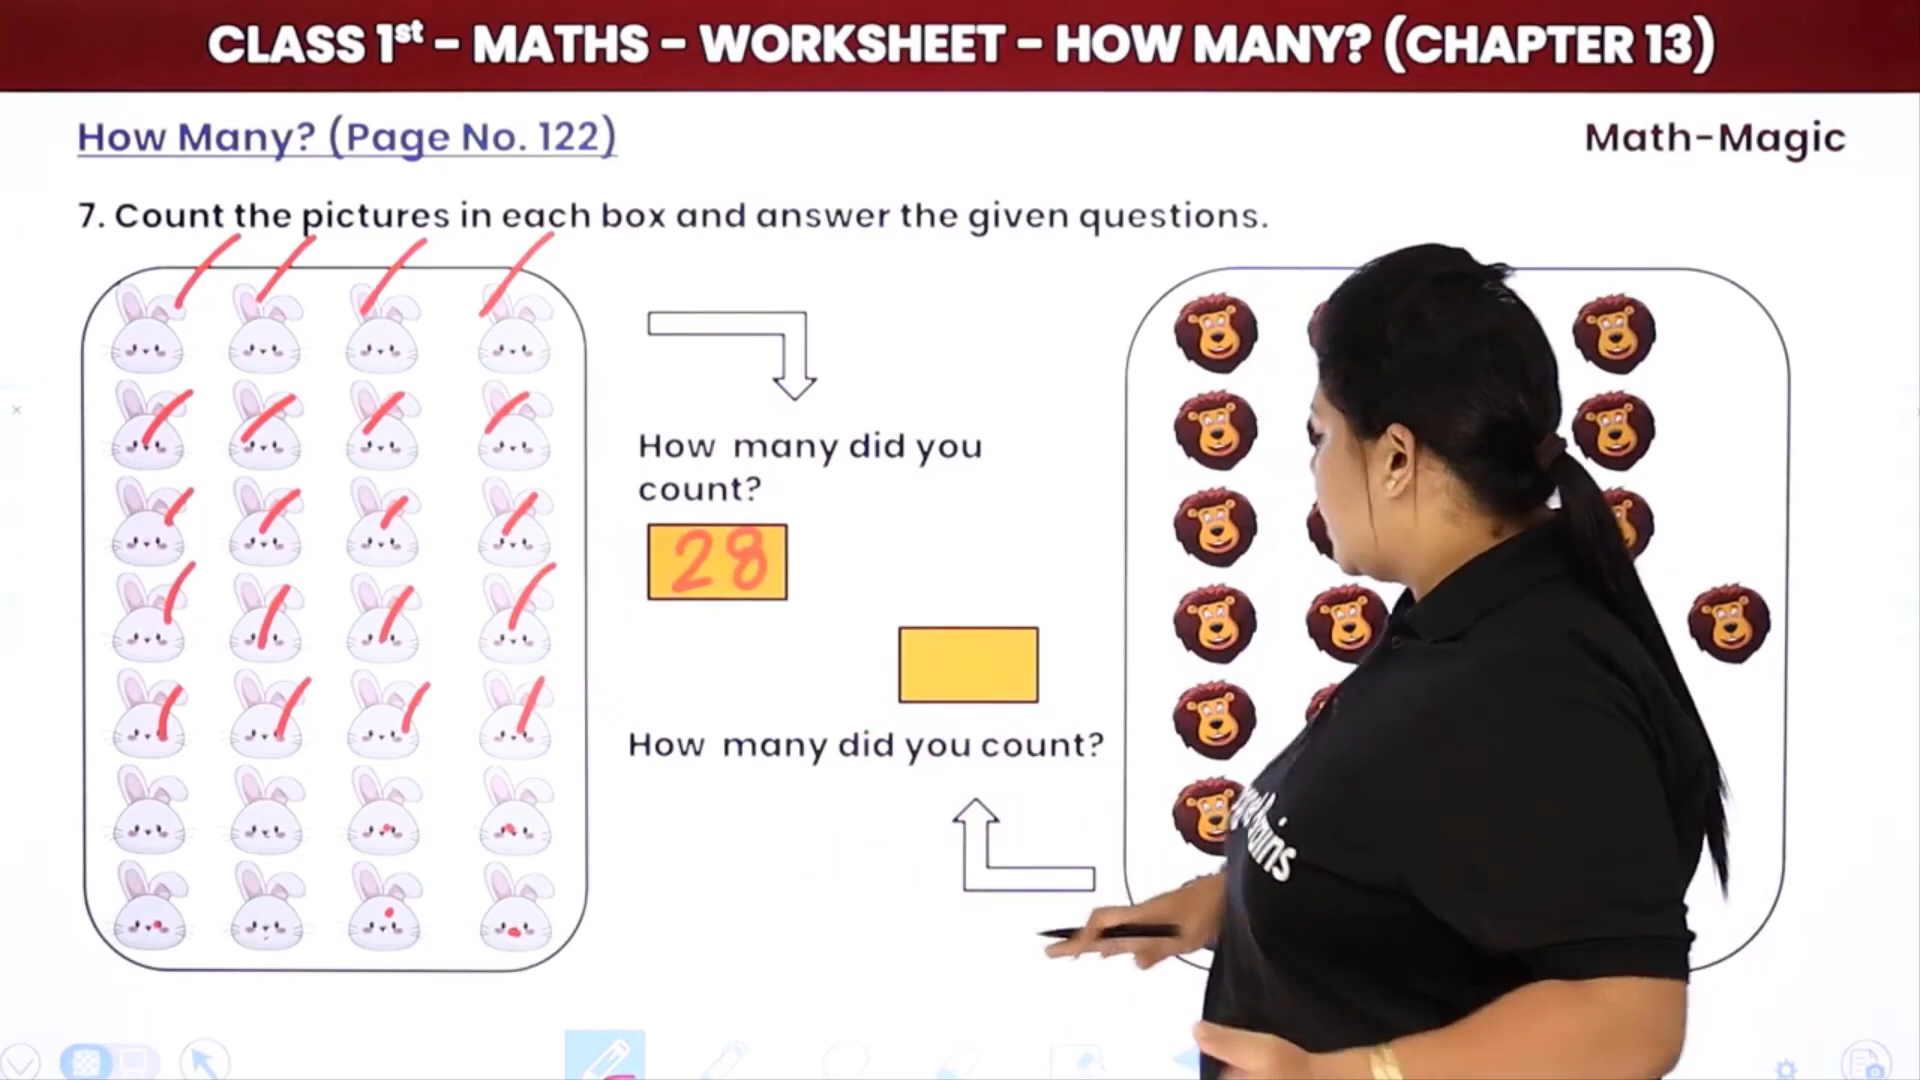 CLASS 1st - MATHS - WORKSHEET - HOW MANY? (CHAPTER 13)
How Many? (Page No. 122)
Math-Magic
7. Count the pictures in each box and answer the given questions.
How many did you
count?
28
How many did you count?